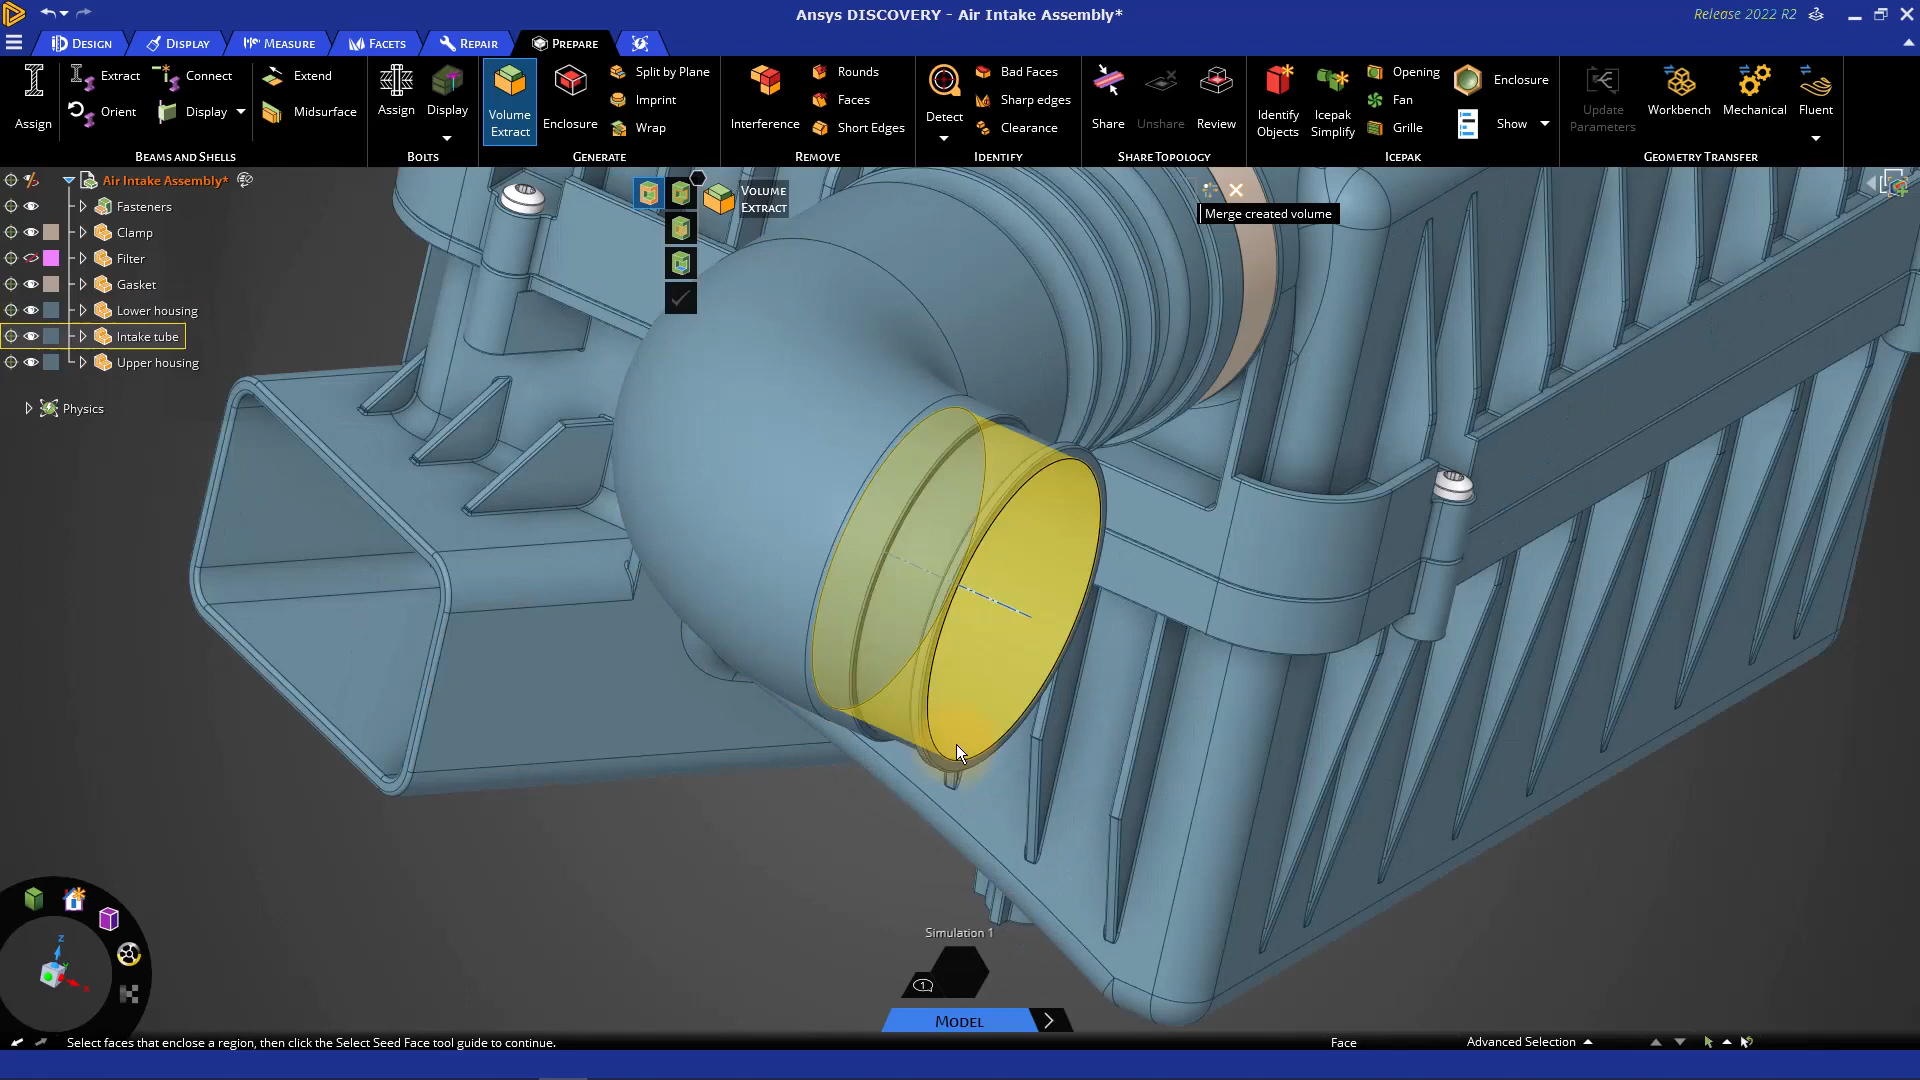 Ansys DISCOVERY - Air Intake Assembly*
Release 2022 R2
DESIGN
DISPLAY
MEASURE
FACETS
REPAIR
PREPARE
Assign
Extract
Orient
Connect
Display
Extend
Midsurface
BEAMS AND SHELLS
Assign
Display
BOLTS
Volume
Extract
Enclosure
Split by Plane
Imprint
Wrap
GENERATE
Interference
Rounds
Faces
Short Edges
REMOVE
Detect
Bad Faces
Sharp edges
Clearance
IDENTIFY
Share
Unshare
Review
SHARE TOPOLOGY
Identify
Objects
Icepak
Simplify
Opening
Fan
Grille
Enclosure
Show
ICEPAK
Update
Parameters
Workbench
Mechanical
Fluent
GEOMETRY TRANSFER
Air Intake Assembly*
Fasteners
Clamp
Filter
Gasket
Lower housing
Intake tube
Upper housing
Physics
VOLUME
EXTRACT
Merge created volume
Z
X
Simulation 1
1
MODEL
Select faces that enclose a region, then click the Select Seed Face tool guide to continue.
Face
Advanced Selection